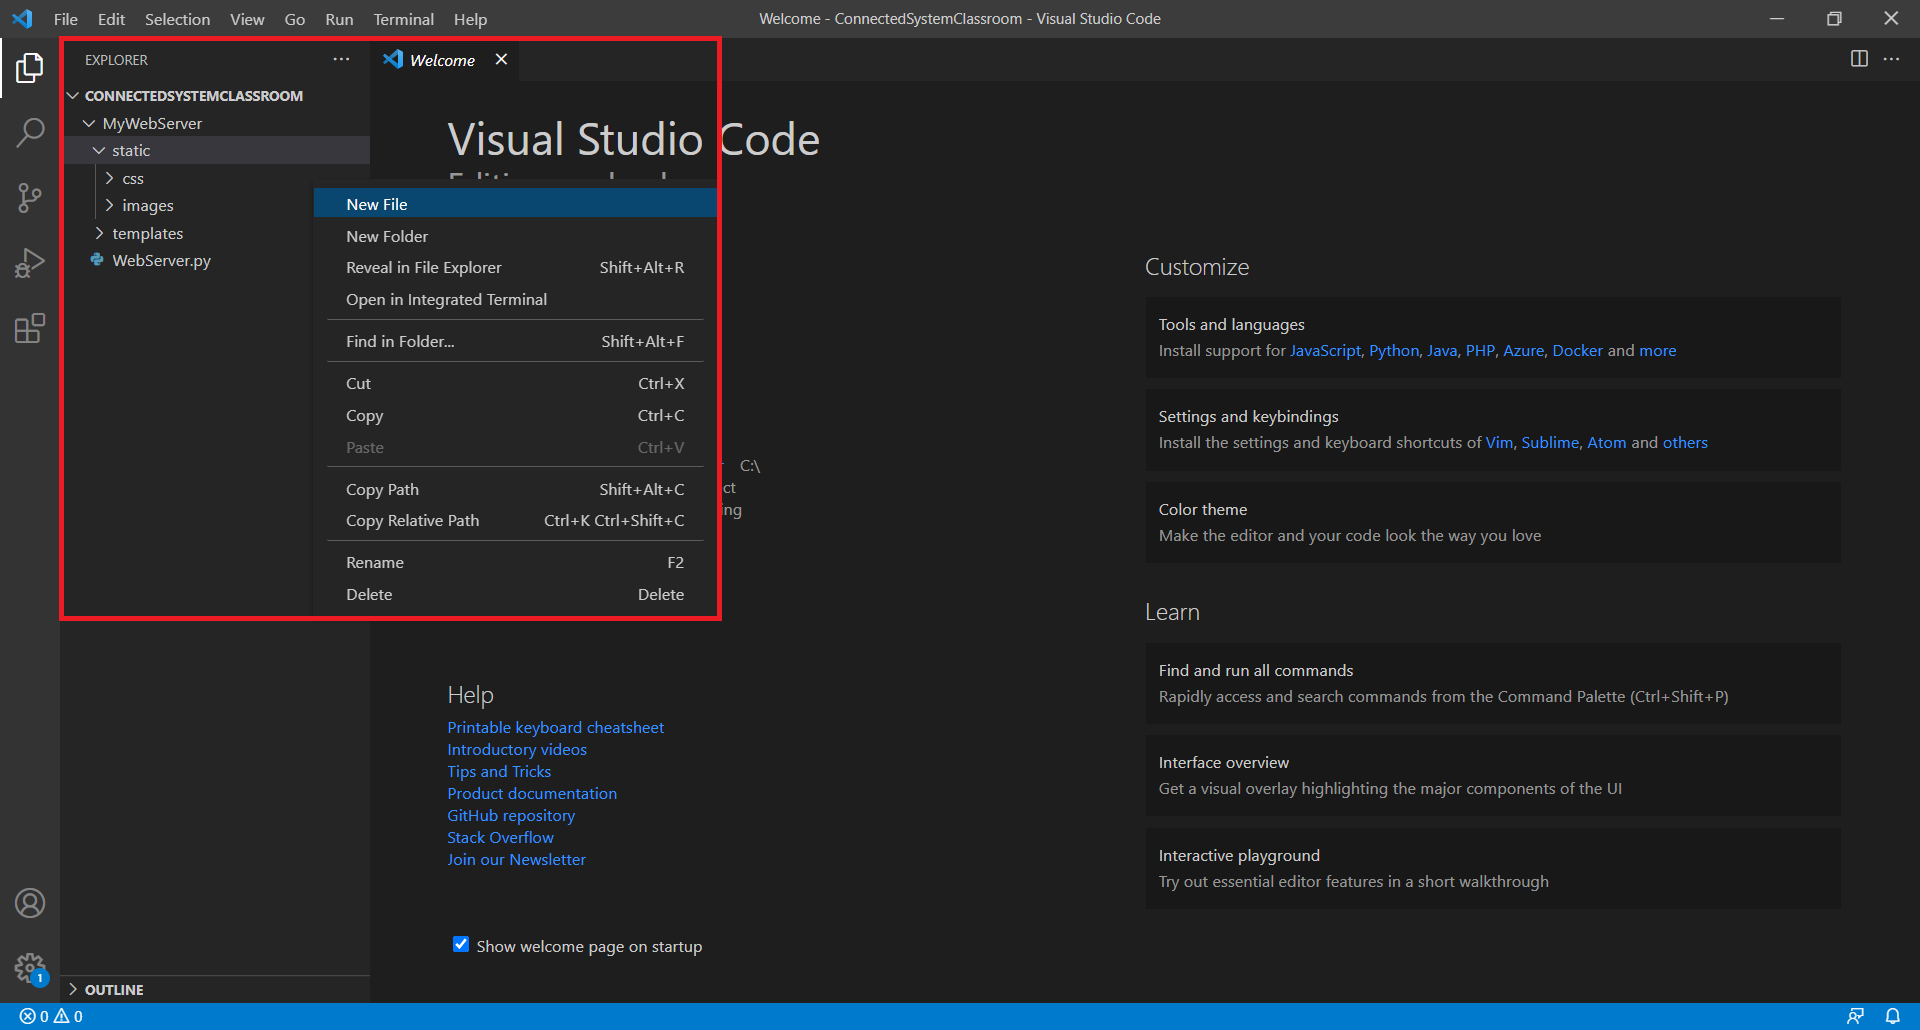 File Edit Selection View Go Run Terminal Help
Welcome - ConnectedSystemClassroom - Visual Studio Code
EXPLORER
CONNECTEDSYSTEMCLASSROOM
MyWebServer
static
css
images
templates
WebServer.py
Welcome
Visual Studio Code
New File
New Folder
Reveal in File Explorer Shift+Alt+R
Open in Integrated Terminal
Find in Folder... Shift+Alt+F
Cut Ctrl+X
Copy Ctrl+C
Paste Ctrl+V
Copy Path Shift+Alt+C
Copy Relative Path Ctrl+K Ctrl+Shift+C
Rename F2
Delete Delete
C:\
ct
ing
Help
Printable keyboard cheatsheet
Introductory videos
Tips and Tricks
Product documentation
GitHub repository
Stack Overflow
Join our Newsletter
Show welcome page on startup
Customize
Tools and languages
Install support for JavaScript, Python, Java, PHP, Azure, Docker and more
Settings and keybindings
Install the settings and keyboard shortcuts of Vim, Sublime, Atom and others
Color theme
Make the editor and your code look the way you love
Learn
Find and run all commands
Rapidly access and search commands from the Command Palette (Ctrl+Shift+P)
Interface overview
Get a visual overlay highlighting the major components of the UI
Interactive playground
Try out essential editor features in a short walkthrough
1
OUTLINE
0 0